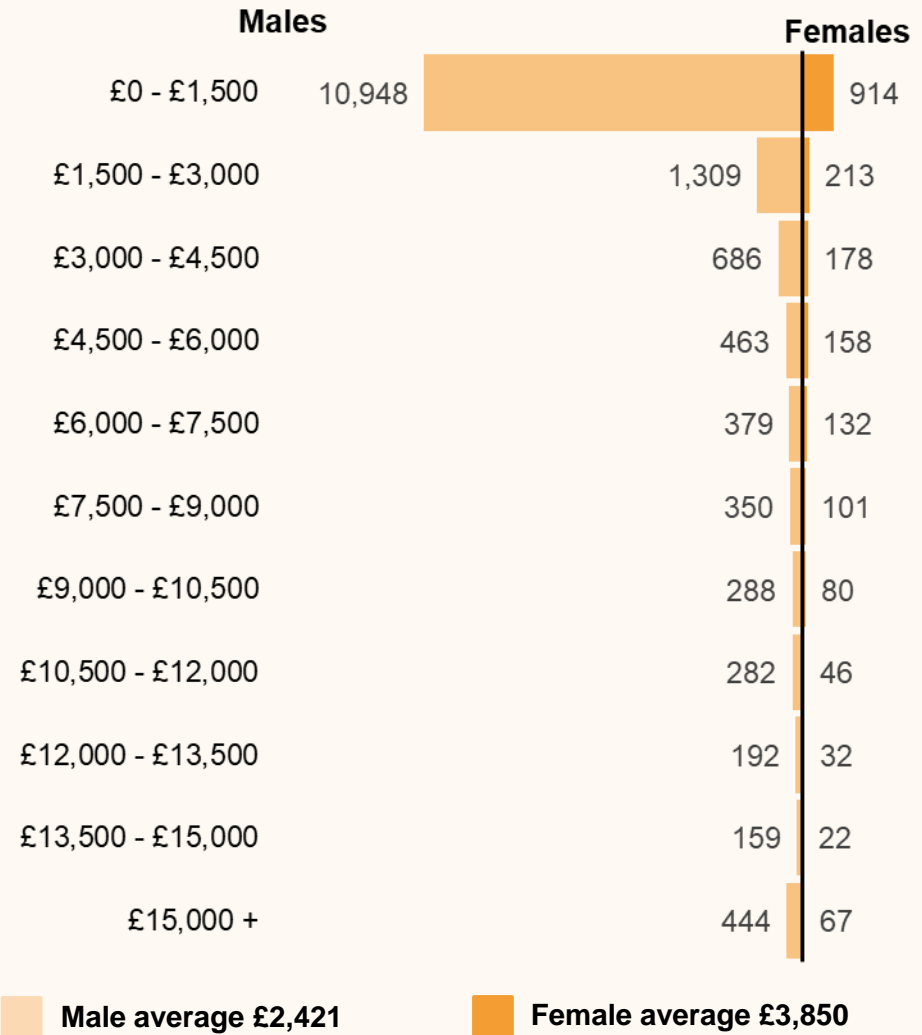 Males
Females
£0 - £1,500 10,948 914
£1,500 - £3,000 1,309 213
£3,000 - £4,500 686 178
£4,500 - £6,000 463 158
£6,000 - £7,500 379 132
£7,500 - £9,000 350 101
£9,000 - £10,500 288 80
£10,500 - £12,000 282 46
£12,000 - £13,500 192 32
£13,500 - £15,000 159 22
£15,000 + 444 67
Male average £2,421 Female average £3,850